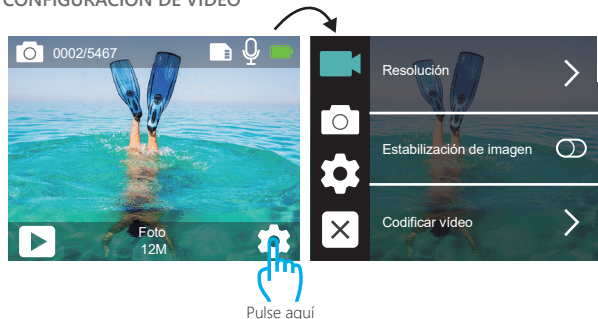 CONFIGURACIÓN DE VÍDEO
0002/5467
Foto
12M
Pulse aquí
Resolución
Estabilización de imagen
Codificar vídeo